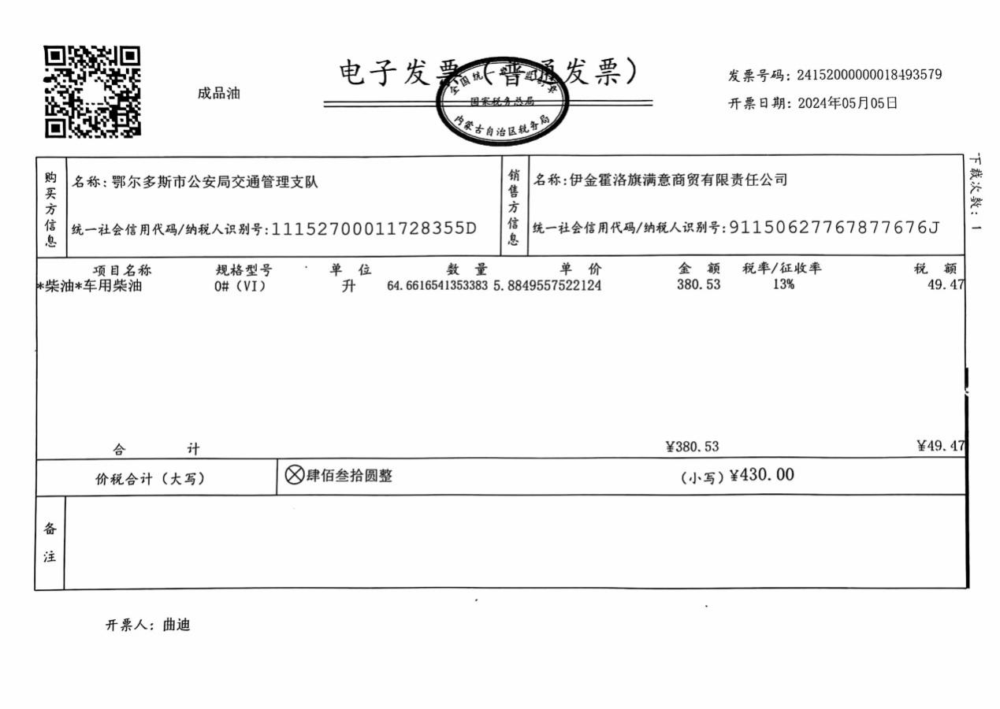 电子发票（普通发票）
成品油
全国统一发票监制章
国家税务总局
内蒙古自治区税务局
发票号码: 24152000000018493579
开票日期: 2024年05月05日
下载次数: 1
购买方信息
名称: 鄂尔多斯市公安局交通管理支队
统一社会信用代码/纳税人识别号: 11152700011728355D
销售方信息
名称: 伊金霍洛旗满意商贸有限责任公司
统一社会信用代码/纳税人识别号: 91150627767877676J
项目名称 规格型号 单位 数量 单价 金额 税率/征收率 税额
*柴油*车用柴油 0#（VI） 升 64.6616541353383 5.8849557522124 380.53 13% 49.47
合计 ¥380.53 ¥49.47
价税合计（大写） ⊗肆佰叁拾圆整 （小写）¥430.00
备注
开票人: 曲迪